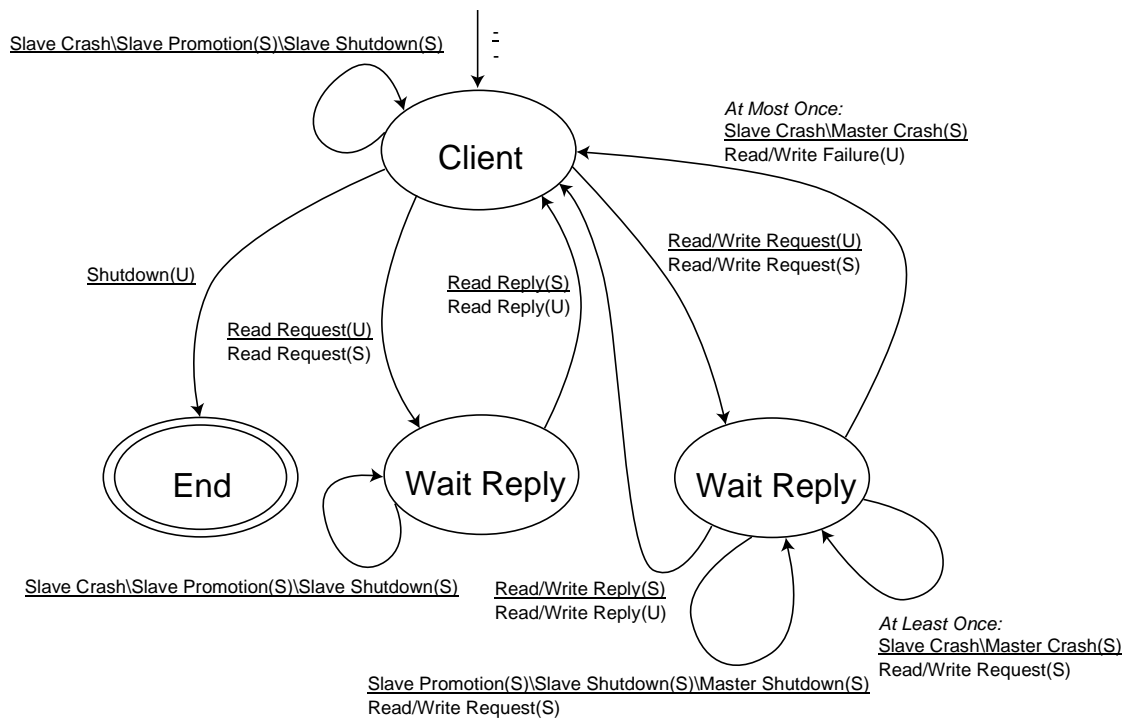 Slave Crash\Slave Promotion(S)\Slave Shutdown(S)
-
-
Client
At Most Once:
Slave Crash\Master Crash(S)
Read/Write Failure(U)
Read/Write Request(U)
Read/Write Request(S)
Shutdown(U)
Read Reply(S)
Read Reply(U)
Read Request(U)
Read Request(S)
End
Wait Reply
Wait Reply
Slave Crash\Slave Promotion(S)\Slave Shutdown(S)
Read/Write Reply(S)
Read/Write Reply(U)
At Least Once:
Slave Crash\Master Crash(S)
Read/Write Request(S)
Slave Promotion(S)\Slave Shutdown(S)\Master Shutdown(S)
Read/Write Request(S)